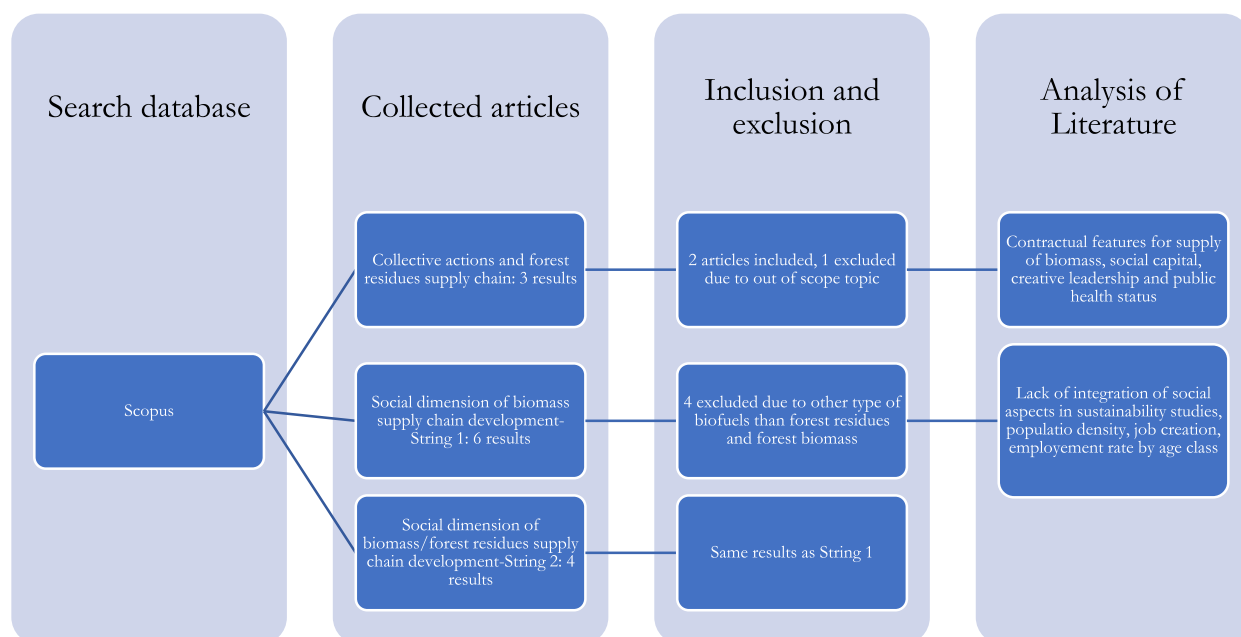 Search database
Collected articles
Inclusion and
exclusion
Analysis of
Literature
Scopus
Collective actions and forest
residues supply chain: 3 results
2 articles included, 1 excluded
due to out of scope topic
Contractual features for supply
of biomass, social capital,
creative leadership and public
health status
Social dimension of biomass
supply chain development-
String 1: 6 results
4 excluded due to other type of
biofuels than forest residues
and forest biomass
Lack of integration of social
aspects in sustainability studies,
populatio density, job creation,
employement rate by age class
Social dimension of
biomass/forest residues supply
chain development-String 2: 4
results
Same results as String 1